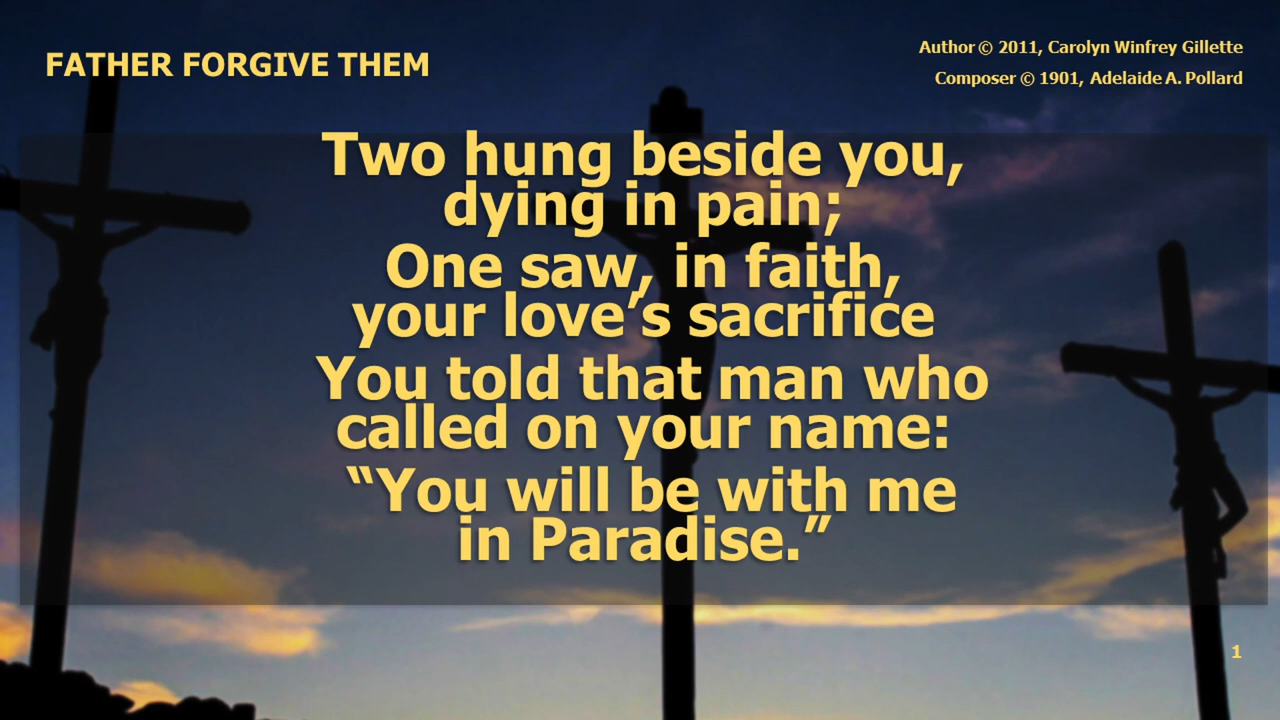 FATHER FORGIVE THEM
Author © 2011, Carolyn Winfrey Gillette
Composer © 1901, Adelaide A. Pollard
Two hung beside you,
dying in pain;
One saw, in faith,
your love’s sacrifice
You told that man who
called on your name:
“You will be with me
in Paradise.”
1